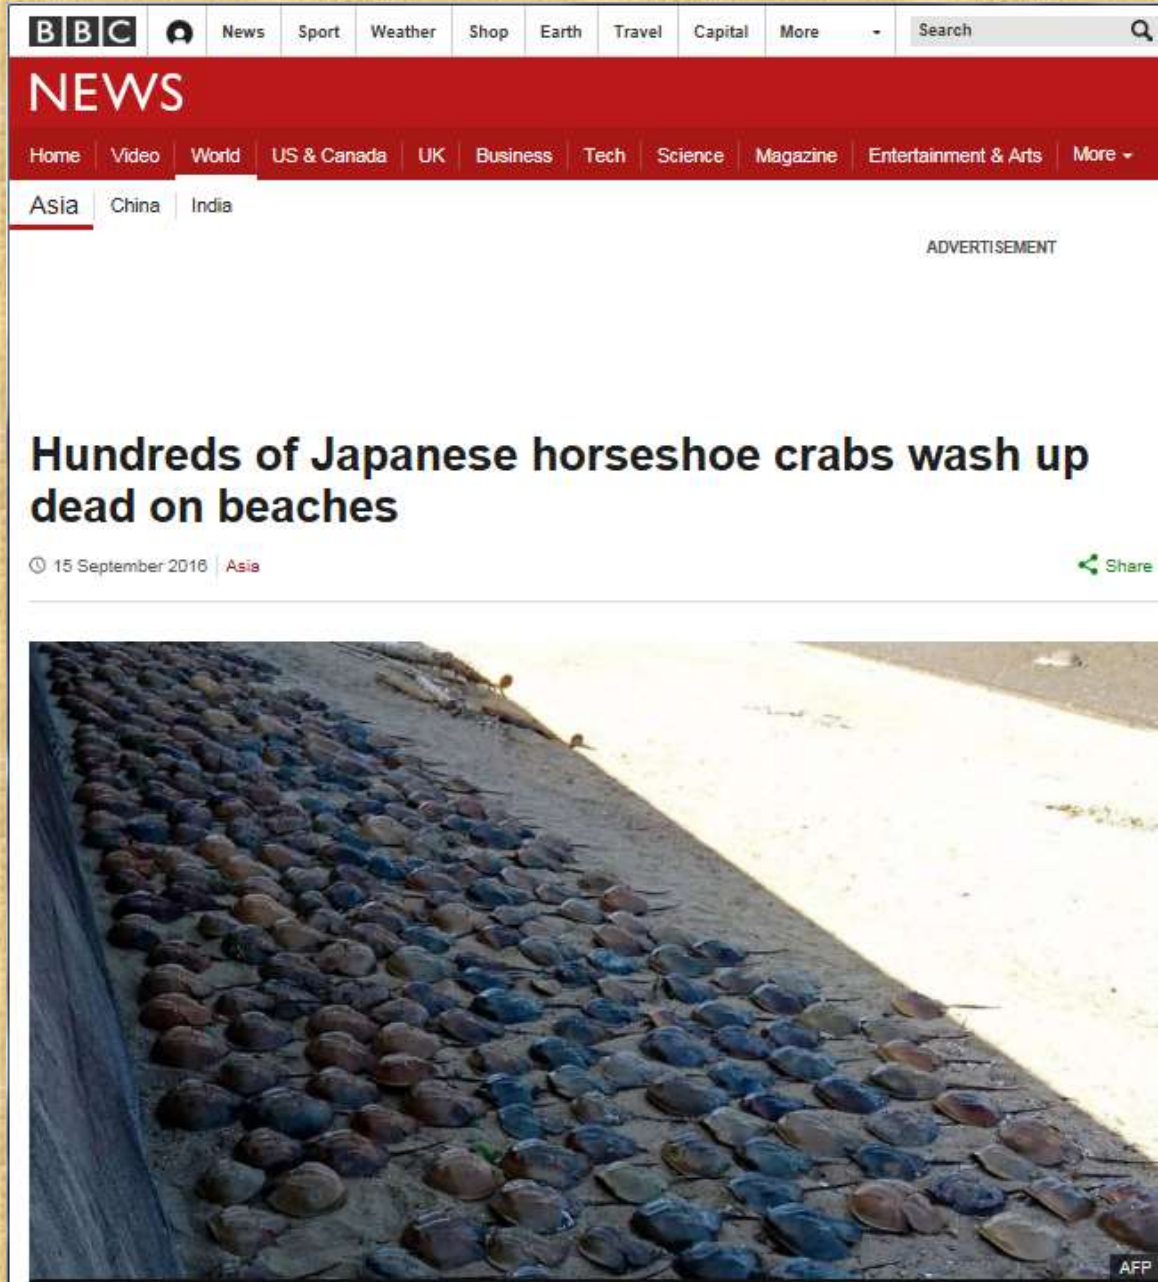 BBC News Sport Weather Shop Earth Travel Capital More Search
NEWS
Home Video World US & Canada UK Business Tech Science Magazine Entertainment & Arts More
Asia China India
ADVERTISEMENT
Hundreds of Japanese horseshoe crabs wash up
dead on beaches
15 September 2016 Asia Share
AFP